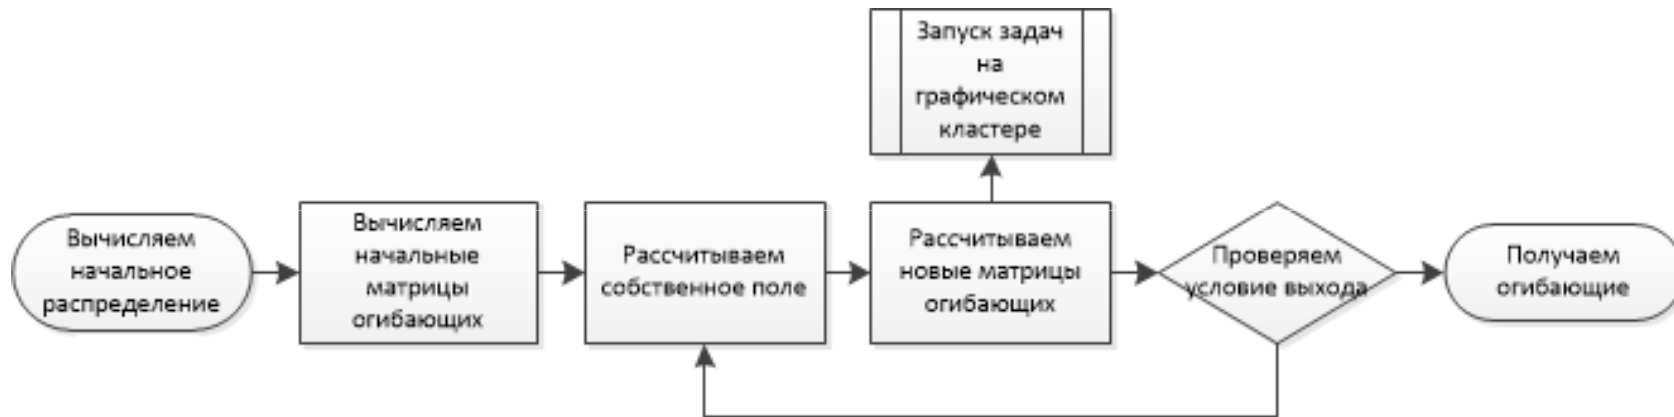 Запуск задач
на
графическом
кластере
Вычисляем
начальное
распределение
Вычисляем
начальные
матрицы
огибающих
Рассчитываем
собственное поле
Рассчитываем
новые матрицы
огибающих
Проверяем
условие выхода
Получаем
огибающие